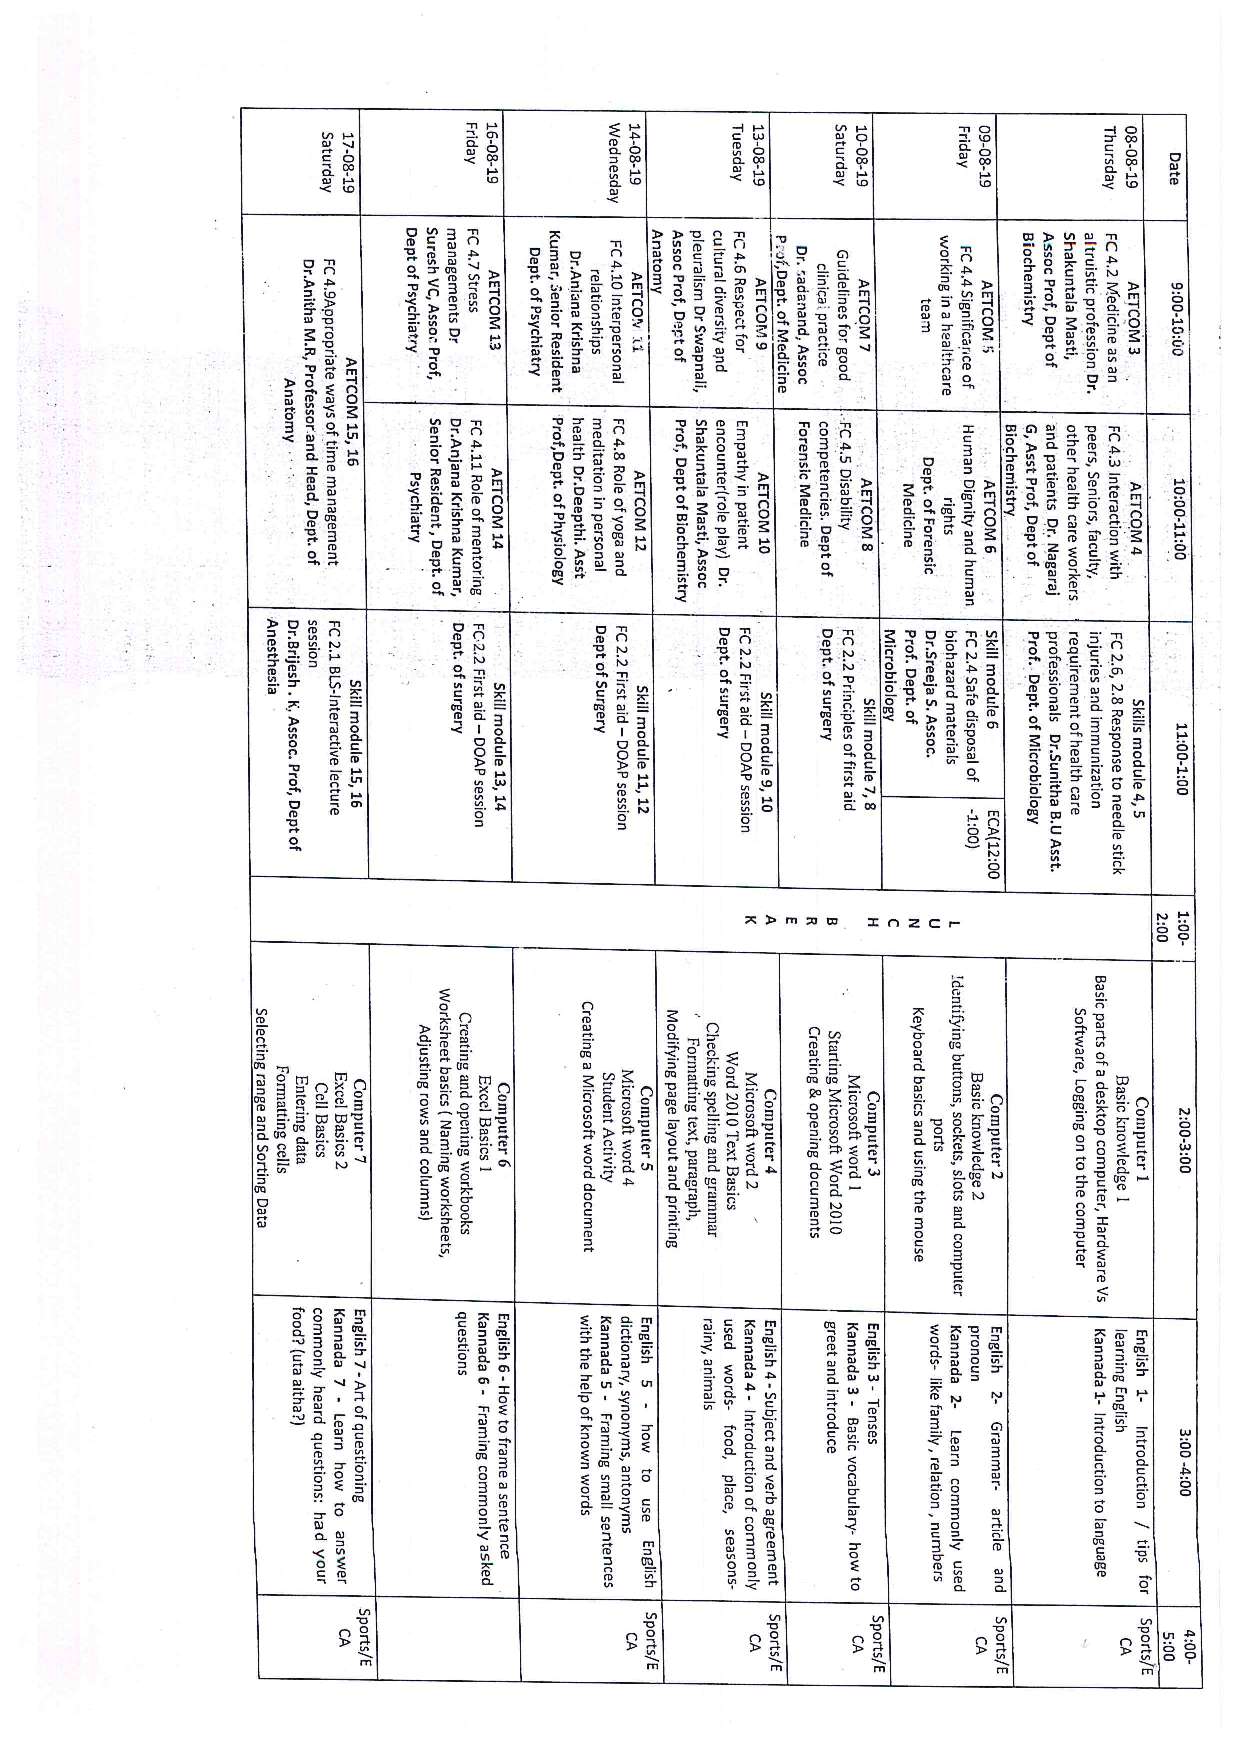 Date
9:00-10:00
10:00-11:00
11:00-1:00
1:00-
2:00
2:00-3:00
3:00 -4:00
4:00-
5:00
08-08-19
Thursday
AETCOM 3
FC 4.2 Medicine as an
altruistic profession Dr.
Shakuntala Masti,
Assoc Prof, Dept of
Biochemistry
AETCOM 4
FC 4.3 Interaction with
peers, Seniors, faculty,
other health care workers
and patients Dr. Nagaraj
G, Asst Prof, Dept of
Biochemistry
Skills module 4, 5
FC 2.6, 2.8 Response to needle stick
injuries and immunization
requirement of health care
professionals Dr.Sunitha B.U Asst.
Prof. Dept. of Microbiology
LUNCH BREAK
Computer 1
Basic knowledge 1
Basic parts of a desktop computer, Hardware Vs
Software, Logging on to the computer
English 1- Introduction / tips for
learning English
Kannada 1- Introduction to language
Sports/E
CA
09-08-19
Friday
AETCOM 5
FC 4.4 Significance of
working in a healthcare
team
AETCOM 6
Human Dignity and human
rights
Dept. of Forensic
Medicine
Skill module 6
FC 2.4 Safe disposal of
biohazard materials
Dr.Sreeja S. Assoc.
Prof. Dept. of
Microbiology
ECA(12:00
-1:00)
Computer 2
Basic knowledge 2
Identifying buttons, sockets, slots and computer
ports
Keyboard basics and using the mouse
English 2- Grammar- article and
pronoun
Kannada 2- Learn commonly used
words- like family , relation , numbers
Sports/E
CA
10-08-19
Saturday
AETCOM 7
Guidelines for good
clinical practice
Dr. Sadanand, Assoc
Prof,Dept. of Medicine
AETCOM 8
FC 4.5 Disability
competencies. Dept of
Forensic Medicine
Skill module 7, 8
FC 2.2 Principles of first aid
Dept. of surgery
Computer 3
Microsoft word 1
Starting Microsoft Word 2010
Creating & opening documents
English 3 - Tenses
Kannada 3 - Basic vocabulary- how to
greet and introduce
Sports/E
CA
13-08-19
Tuesday
AETCOM 9
FC 4.6 Respect for
cultural diversity and
pleuralism Dr Swapnali,
Assoc Prof, Dept of
Anatomy
AETCOM 10
Empathy in patient
encounter(role play) Dr.
Shakuntala Masti, Assoc
Prof, Dept of Biochemistry
Skill module 9, 10
FC 2.2 First aid – DOAP session
Dept. of surgery
Computer 4
Microsoft word 2
Word 2010 Text Basics
Checking spelling and grammar
Formatting text, paragraph,
Modifying page layout and printing
English 4 - Subject and verb agreement
Kannada 4 - Introduction of commonly
used words- food, place, seasons-
rainy, animals
Sports/E
CA
14-08-19
Wednesday
AETCOM 11
FC 4.10 Interpersonal
relationships
Dr.Anjana Krishna
Kumar, Senior Resident
Dept. of Psychiatry
AETCOM 12
FC 4.8 Role of yoga and
meditation in personal
health Dr.Deepthi. Asst
Prof,Dept. of Physiology
Skill module 11, 12
FC 2.2 First aid – DOAP session
Dept of Surgery
Computer 5
Microsoft word 4
Student Activity
Creating a Microsoft word document
English 5 - how to use English
dictionary, synonyms, antonyms
Kannada 5 - Framing small sentences
with the help of known words
Sports/E
CA
16-08-19
Friday
AETCOM 13
FC 4.7 Stress
managements Dr
Suresh VC, Assoc Prof,
Dept of Psychiatry
AETCOM 14
FC 4.11 Role of mentoring
Dr.Anjana Krishna Kumar,
Senior Resident, Dept. of
Psychiatry
Skill module 13, 14
FC 2.2 First aid – DOAP session
Dept. of surgery
Computer 6
Excel Basics 1
Creating and opening workbooks
Worksheet basics ( Naming worksheets,
Adjusting rows and columns)
English 6 - How to frame a sentence
Kannada 6 - Framing commonly asked
questions
17-08-19
Saturday
AETCOM 15, 16
FC 4.9Appropriate ways of time management
Dr.Anitha M.R, Professor and Head, Dept. of
Anatomy
Skill module 15, 16
FC 2.1 BLS-Interactive lecture
session
Dr.Brijesh . K, Assoc. Prof, Dept of
Anesthesia
Computer 7
Excel Basics 2
Cell Basics
Entering data
Formatting cells
Selecting range and Sorting Data
English 7 - Art of questioning
Kannada 7 - Learn how to answer
commonly heard questions: had your
food? (uta aitha?)
Sports/E
CA